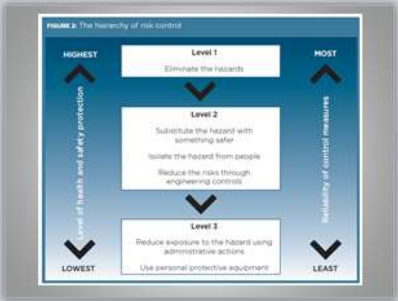 FIGURE 2: The hierarchy of risk control
HIGHEST
Level of health and safety protection
LOWEST
Level 1
Eliminate the hazards
Level 2
Substitute the hazard with
something safer
Isolate the hazard from people
Reduce the risks through
engineering controls
Level 3
Reduce exposure to the hazard using
administrative actions
Use personal protective equipment
MOST
Reliability of control measures
LEAST